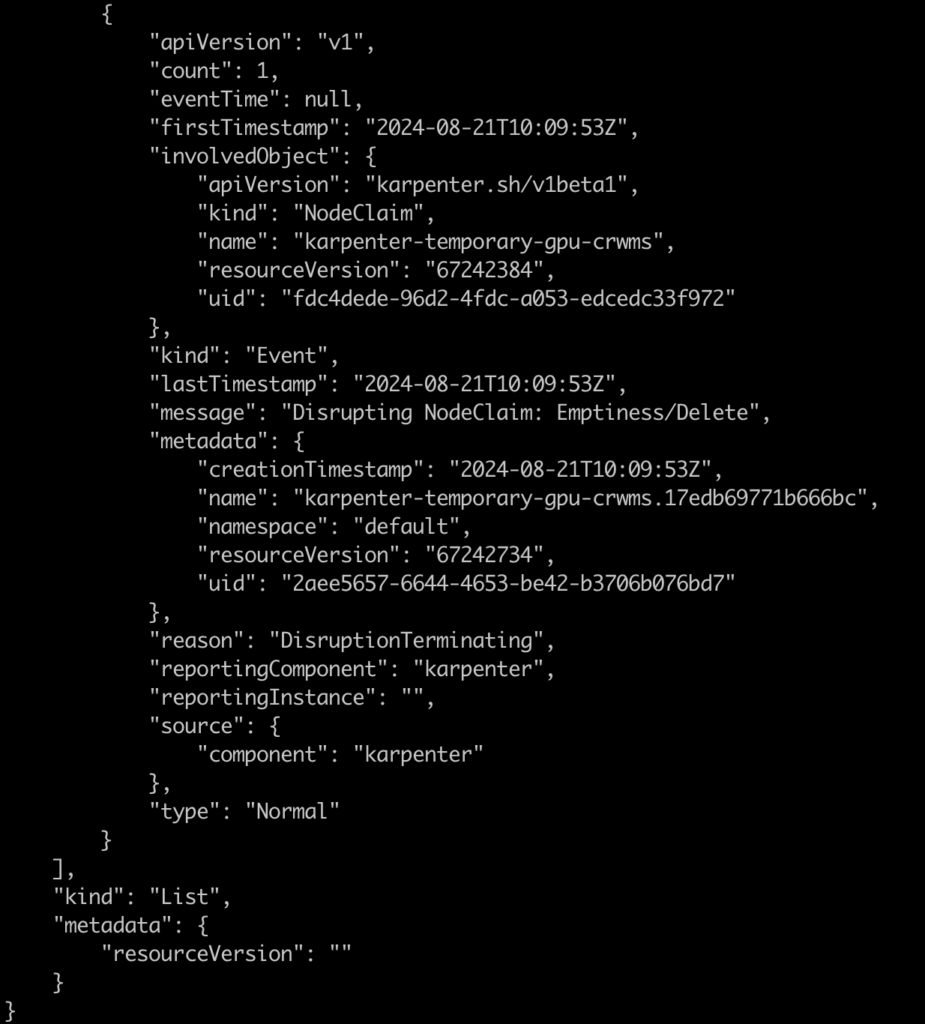 {
            "apiVersion": "v1",
            "count": 1,
            "eventTime": null,
            "firstTimestamp": "2024-08-21T10:09:53Z",
            "involvedObject": {
                "apiVersion": "karpenter.sh/v1beta1",
                "kind": "NodeClaim",
                "name": "karpenter-temporary-gpu-crwms",
                "resourceVersion": "67242384",
                "uid": "fdc4dede-96d2-4fdc-a053-edcedc33f972"
            },
            "kind": "Event",
            "lastTimestamp": "2024-08-21T10:09:53Z",
            "message": "Disrupting NodeClaim: Emptiness/Delete",
            "metadata": {
                "creationTimestamp": "2024-08-21T10:09:53Z",
                "name": "karpenter-temporary-gpu-crwms.17edb69771b666bc",
                "namespace": "default",
                "resourceVersion": "67242734",
                "uid": "2aee5657-6644-4653-be42-b3706b076bd7"
            },
            "reason": "DisruptionTerminating",
            "reportingComponent": "karpenter",
            "reportingInstance": "",
            "source": {
                "component": "karpenter"
            },
            "type": "Normal"
        }
    ],
    "kind": "List",
    "metadata": {
        "resourceVersion": ""
    }
}